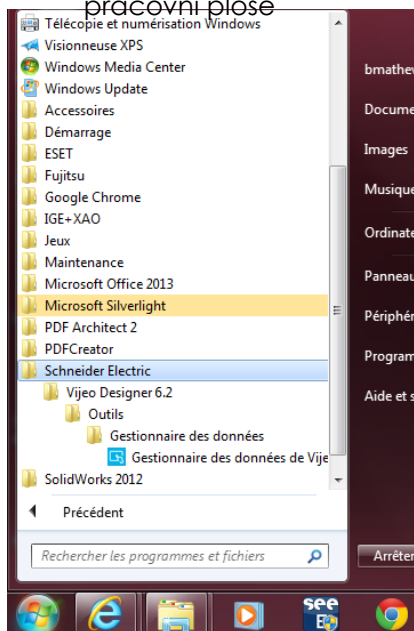 pracovní ploše
Télécopie et numérisation Windows
Visionneuse XPS
Windows Media Center
Windows Update
Accessoires
Démarrage
ESET
Fujitsu
Google Chrome
IGE+XAO
Jeux
Maintenance
Microsoft Office 2013
Microsoft Silverlight
PDF Architect 2
PDFCreator
Schneider Electric
Vijeo Designer 6.2
Outils
Gestionnaire des données
Gestionnaire des données de Vije
SolidWorks 2012
Précédent
Rechercher les programmes et fichiers
bmathew
Docume
Images
Musique
Ordinate
Panneau
Périphér
Program
Aide et s
Arrêter
see